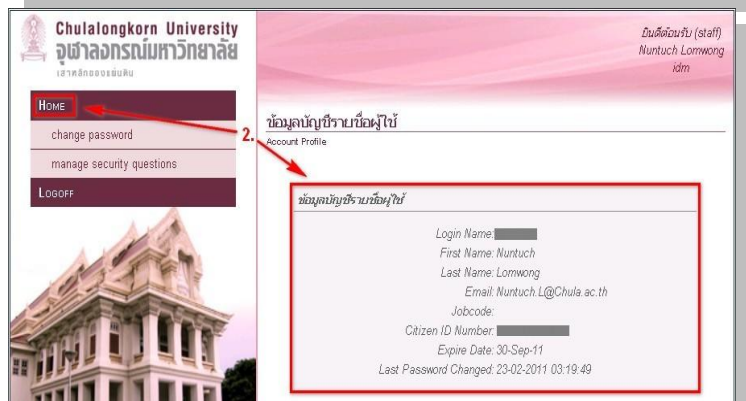 Chulalongkorn University
จุฬาลงกรณ์มหาวิทยาลัย
เสาหลักของแผ่นดิน
ยินดีต้อนรับ (staff)
Nuntuch Lomwong
idm
HOME
change password
manage security questions
LOGOFF
2.
ข้อมูลบัญชีรายชื่อผู้ใช้
Account Profile
ข้อมูลบัญชีรายชื่อผู้ใช้
Login Name:
First Name: Nuntuch
Last Name: Lomwong
Email: Nuntuch.L@Chula.ac.th
Jobcode:
Citizen ID Number:
Expire Date: 30-Sep-11
Last Password Changed: 23-02-2011 03:19:49